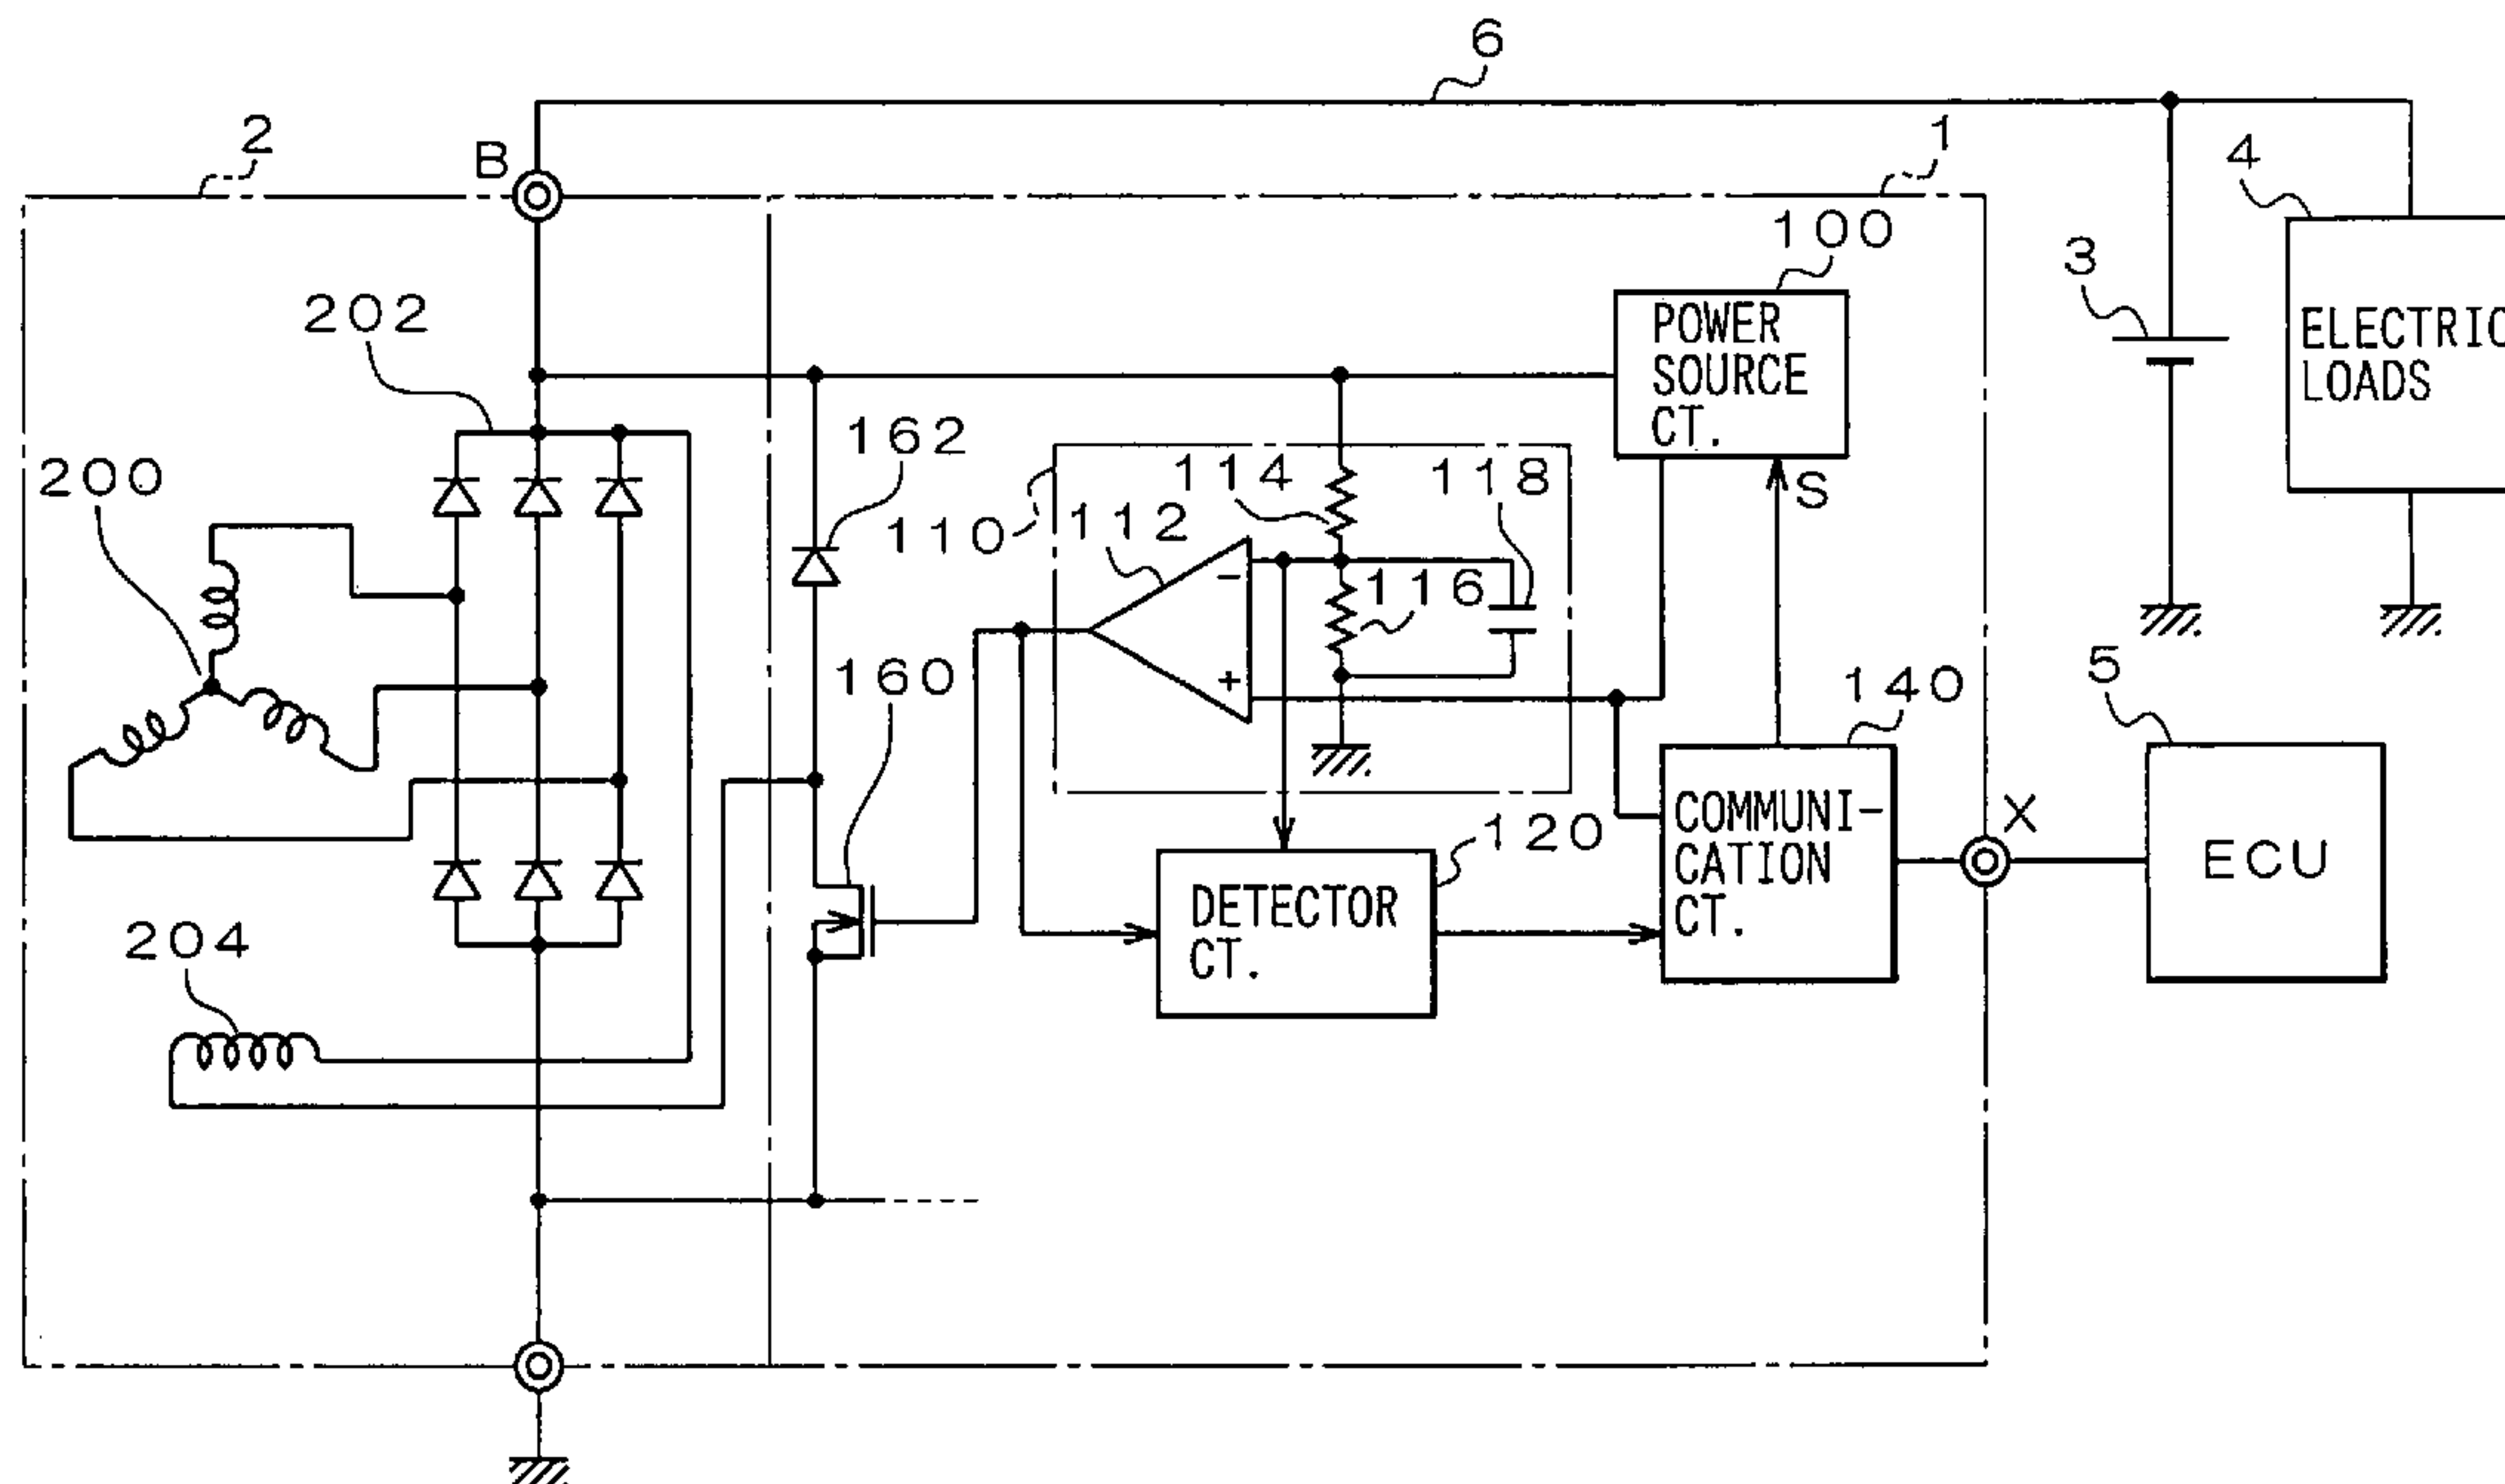 6
2
B
1
4
100
3
202
POWER
SOURCE
CT.
ELECTRIC
LOADS
162
200
114
118
S
110
112
-
116
+
160
140
5
X
120
COMMUNI-
CATION
CT.
ECU
DETECTOR
CT.
204